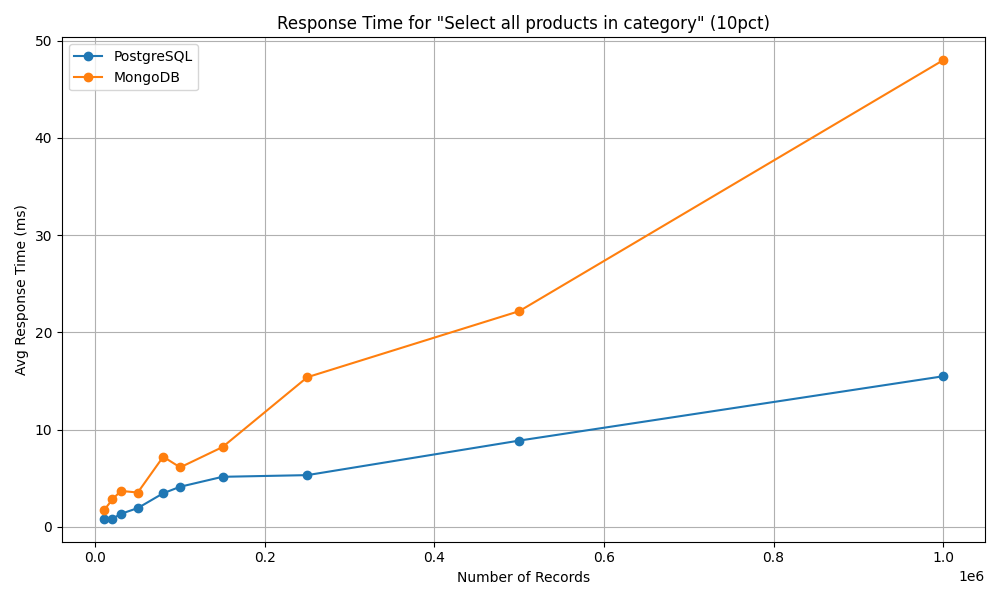 Response Time for "Select all products in category" (10pct)
PostgreSQL
MongoDB
Avg Response Time (ms)
50
40
30
20
10
0
0.0 0.2 0.4 0.6 0.8 1.0
1e6
Number of Records